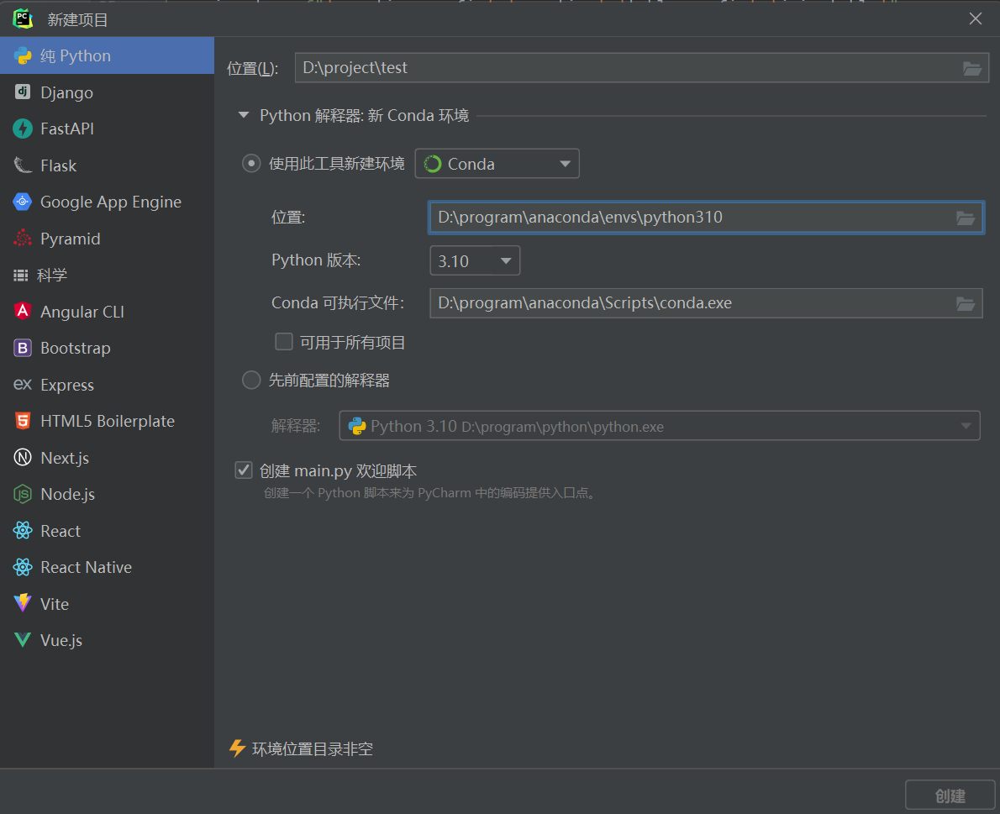 新建项目
纯 Python
Django
FastAPI
Flask
Google App Engine
Pyramid
科学
Angular CLI
Bootstrap
Express
HTML5 Boilerplate
Next.js
Node.js
React
React Native
Vite
Vue.js
位置(L): D:\project\test
Python 解释器: 新 Conda 环境
使用此工具新建环境 Conda
位置: D:\program\anaconda\envs\python310
Python 版本: 3.10
Conda 可执行文件: D:\program\anaconda\Scripts\conda.exe
可用于所有项目
先前配置的解释器
解释器: Python 3.10 D:\program\python\python.exe
创建 main.py 欢迎脚本
创建一个 Python 脚本来为 PyCharm 中的编码提供入口点。
环境位置目录非空
创建